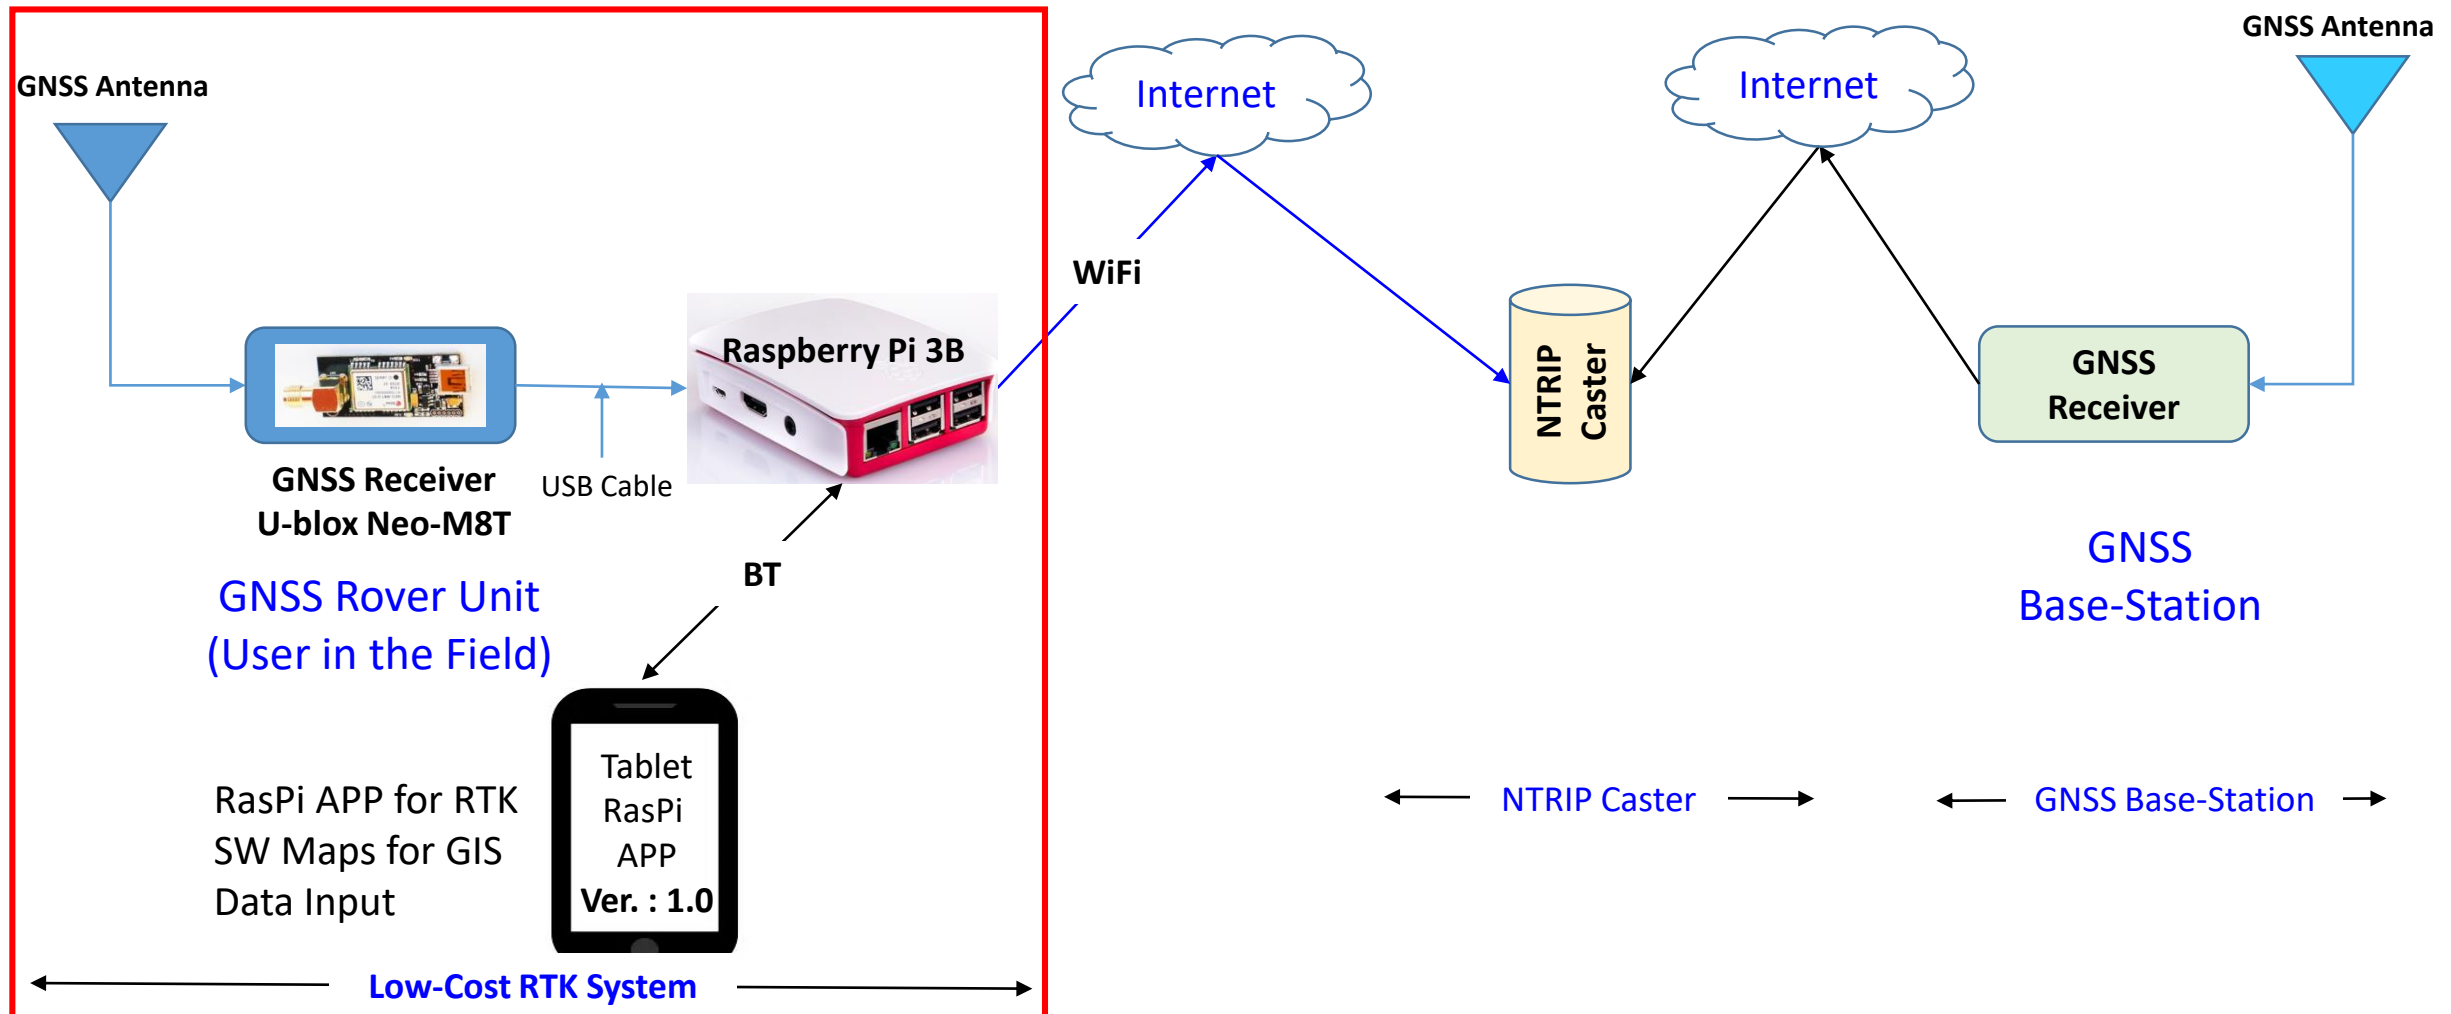 GNSS Antenna
Internet
Internet
GNSS Antenna
WiFi
Raspberry Pi 3B
NTRIP
Caster
GNSS
Receiver
GNSS Receiver
U-blox Neo-M8T
USB Cable
BT
GNSS Rover Unit
(User in the Field)
GNSS
Base-Station
Tablet
RasPi
APP
Ver. : 1.0
RasPi APP for RTK
SW Maps for GIS
Data Input
NTRIP Caster
GNSS Base-Station
Low-Cost RTK System